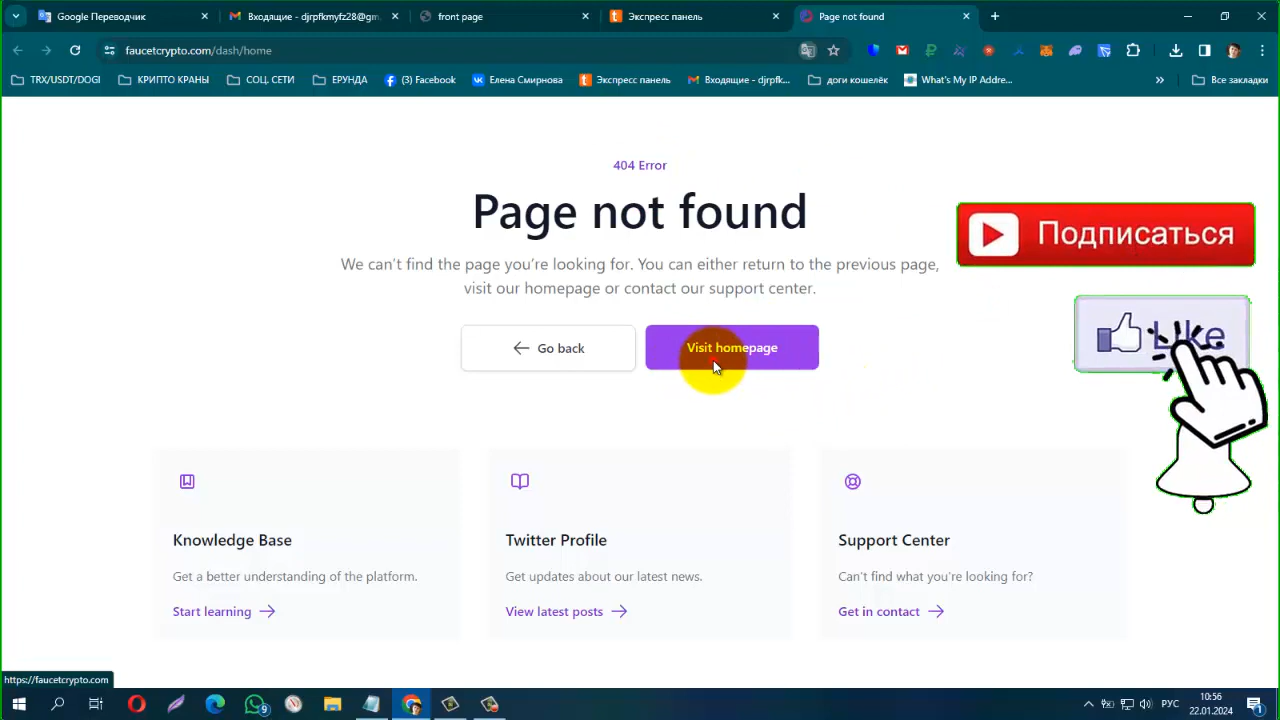 Google Переводчик
Входящие - djrpfkmyfz28@gm
front page
Экспресс панель
Page not found
faucetcrypto.com/dash/home
TRX/USDT/DOGI
КРИПТО КРАНЫ
СОЦ. СЕТИ
ЕРУНДА
(3) Facebook
Елена Смирнова
Экспресс панель
Входящие - djrpfk...
доги кошелёк
What's My IP Addre...
Все закладки
404 Error
Page not found
We can't find the page you're looking for. You can either return to the previous page,
visit our homepage or contact our support center.
Go back
Visit homepage
Подписаться
Like
Knowledge Base
Get a better understanding of the platform.
Start learning
Twitter Profile
Get updates about our latest news.
View latest posts
Support Center
Can't find what you're looking for?
Get in contact
https://faucetcrypto.com
9
РУС
10:56
22.01.2024
1